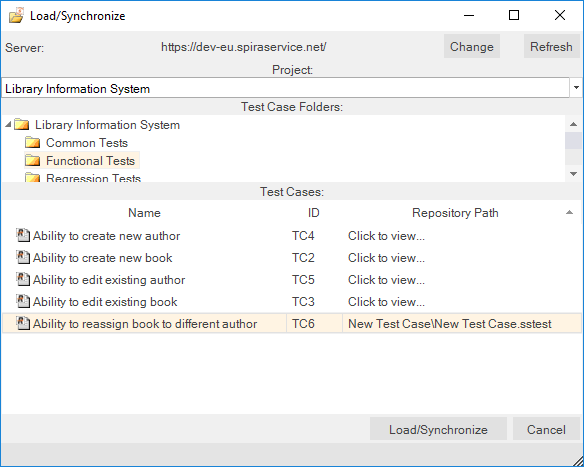 Load/Synchronize
Server: https://dev-eu.spiraservice.net/ Change Refresh
Project:
Library Information System
Test Case Folders:
Library Information System
Common Tests
Functional Tests
Regression Tests
Test Cases:
Name ID Repository Path
Ability to create new author TC4 Click to view...
Ability to create new book TC2 Click to view...
Ability to edit existing author TC5 Click to view...
Ability to edit existing book TC3 Click to view...
Ability to reassign book to different author TC6 New Test Case\New Test Case.sstest
Load/Synchronize Cancel